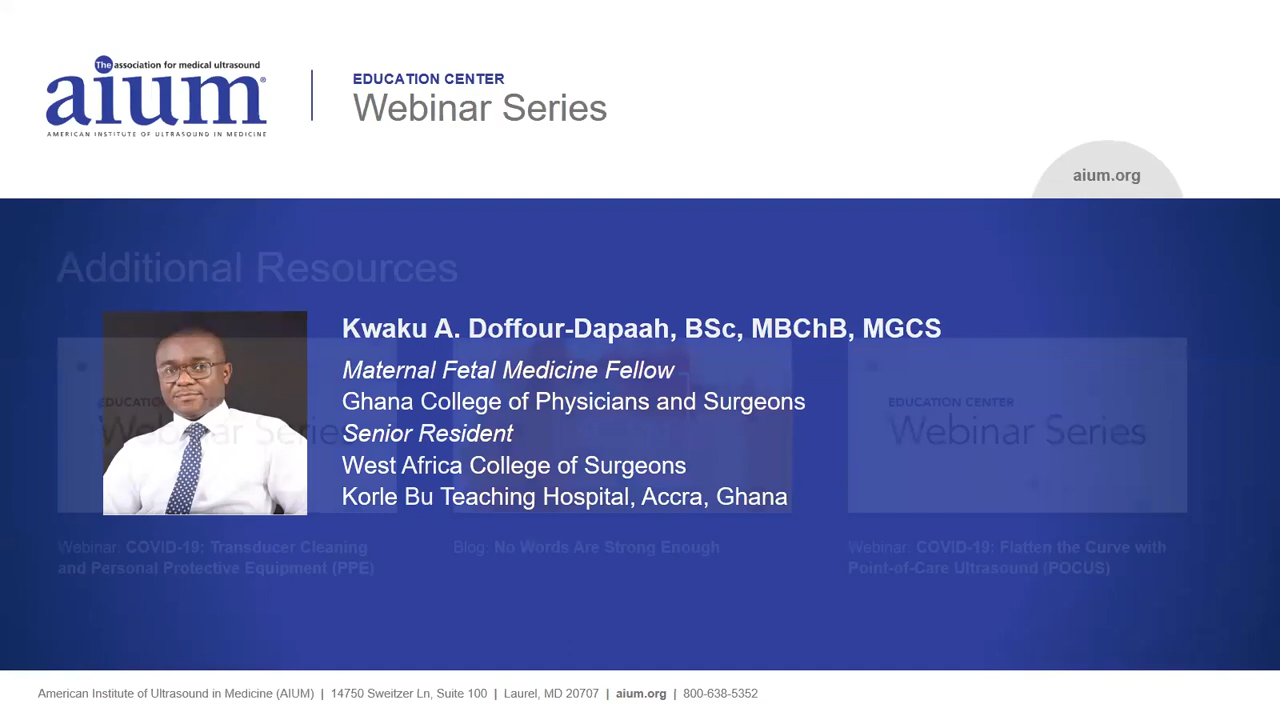 The association for medical ultrasound
aium®
AMERICAN INSTITUTE OF ULTRASOUND IN MEDICINE
EDUCATION CENTER
Webinar Series
aium.org
Additional Resources
Kwaku A. Doffour-Dapaah, BSc, MBChB, MGCS
Maternal Fetal Medicine Fellow
Ghana College of Physicians and Surgeons
Senior Resident
West Africa College of Surgeons
Korle Bu Teaching Hospital, Accra, Ghana
EDUCATION CENTER
Webinar Series
Webinar: COVID-19: Transducer Cleaning
and Personal Protective Equipment (PPE)
Blog: No Words Are Strong Enough
Webinar: COVID-19: Flatten the Curve with
Point-of-Care Ultrasound (POCUS)
American Institute of Ultrasound in Medicine (AIUM) | 14750 Sweitzer Ln, Suite 100 | Laurel, MD 20707 | aium.org | 800-638-5352